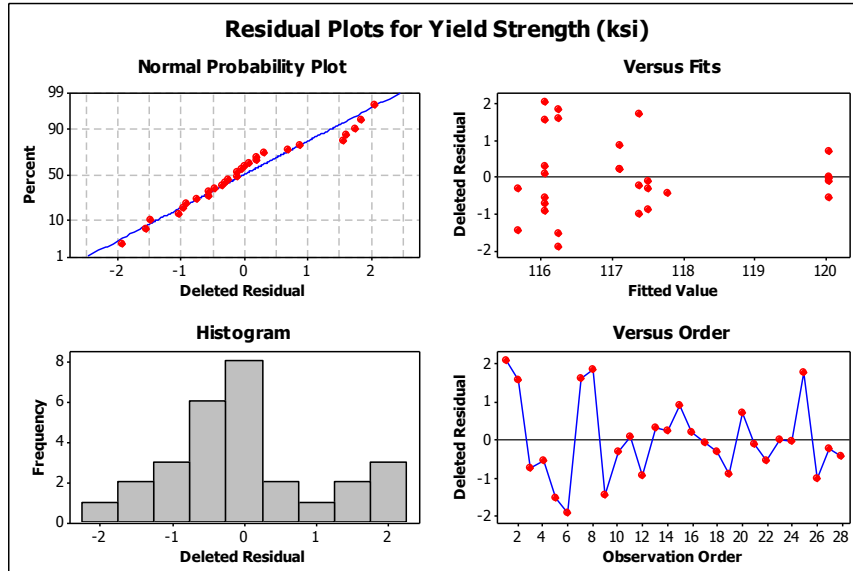 Residual Plots for Yield Strength (ksi)
Normal Probability Plot
99
90
50
10
1
Percent
-2 -1 0 1 2
Deleted Residual
Versus Fits
2
1
0
-1
-2
Deleted Residual
116 117 118 119 120
Fitted Value
Histogram
8
6
4
2
0
Frequency
-2 -1 0 1 2
Deleted Residual
Versus Order
2
1
0
-1
-2
Deleted Residual
2 4 6 8 10 12 14 16 18 20 22 24 26 28
Observation Order